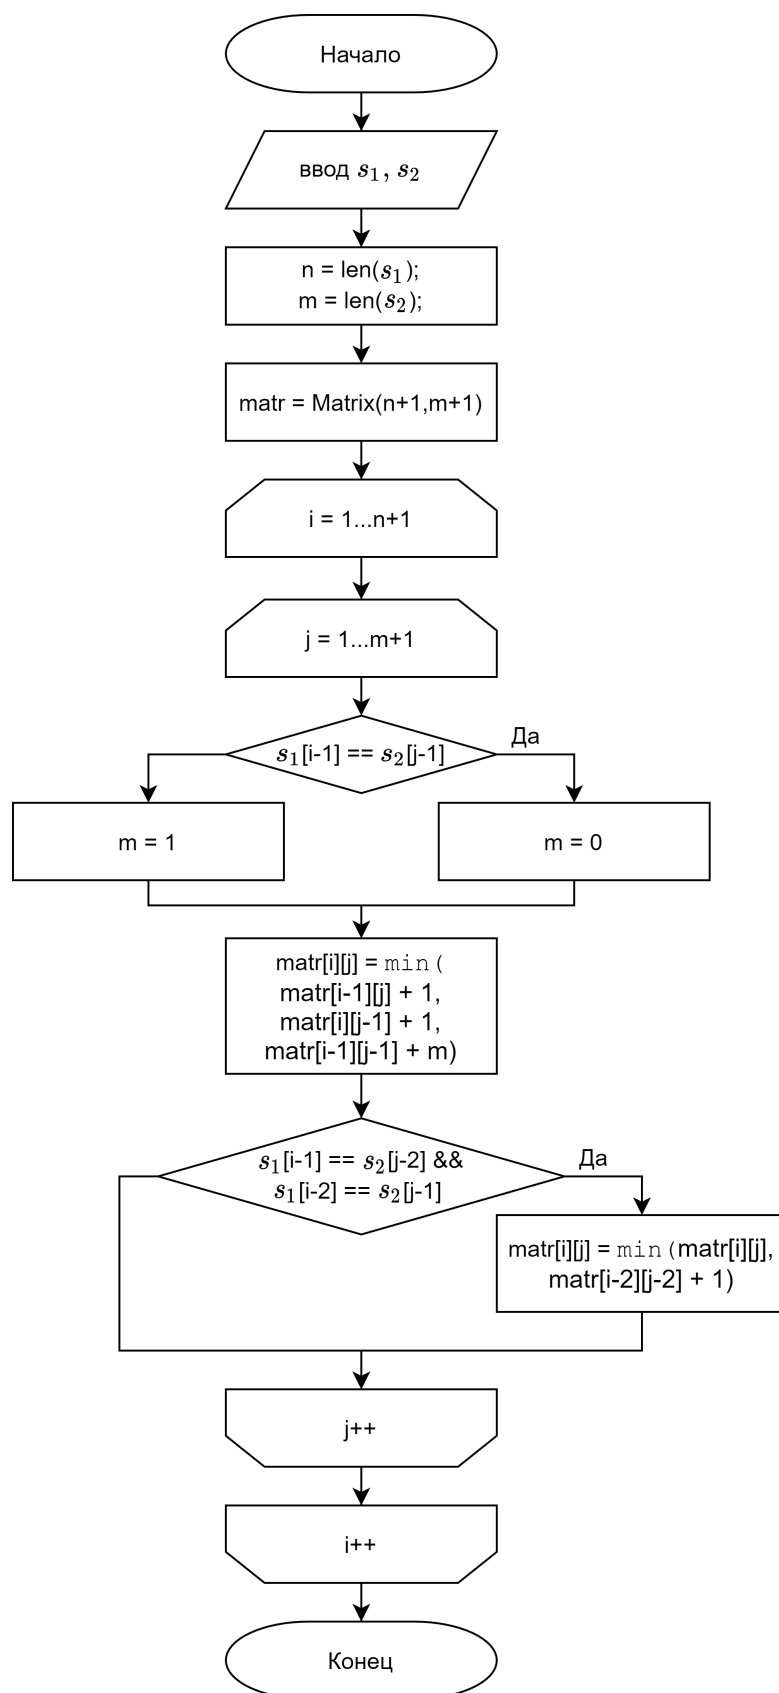 Начало
ввод s₁, s₂
n = len(s₁);
m = len(s₂);
matr = Matrix(n+1,m+1)
i = 1...n+1
j = 1...m+1
s₁[i-1] == s₂[j-1]
Да
m = 1
m = 0
matr[i][j] = min(
matr[i-1][j] + 1,
matr[i][j-1] + 1,
matr[i-1][j-1] + m)
s₁[i-1] == s₂[j-2] &&
s₁[i-2] == s₂[j-1]
Да
matr[i][j] = min(matr[i][j],
matr[i-2][j-2] + 1)
j++
i++
Конец